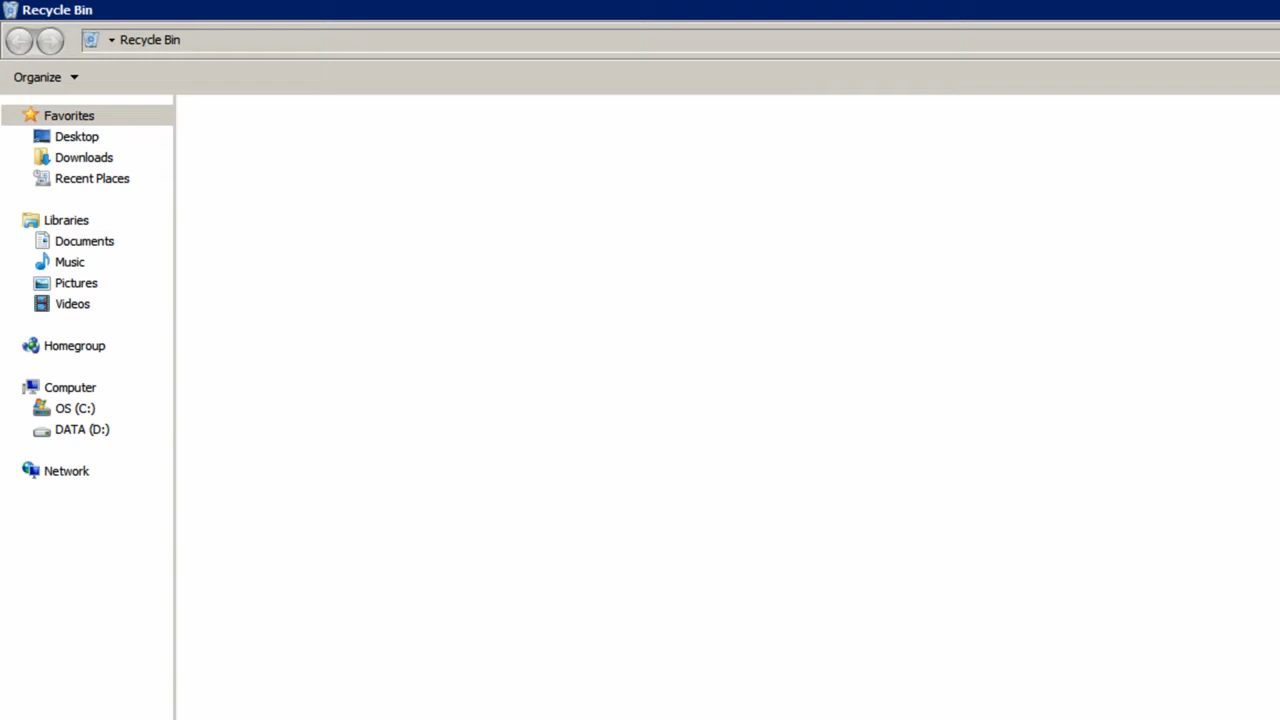 Recycle Bin
Recycle Bin
Organize
Favorites
Desktop
Downloads
Recent Places
Libraries
Documents
Music
Pictures
Videos
Homegroup
Computer
OS (C:)
DATA (D:)
Network